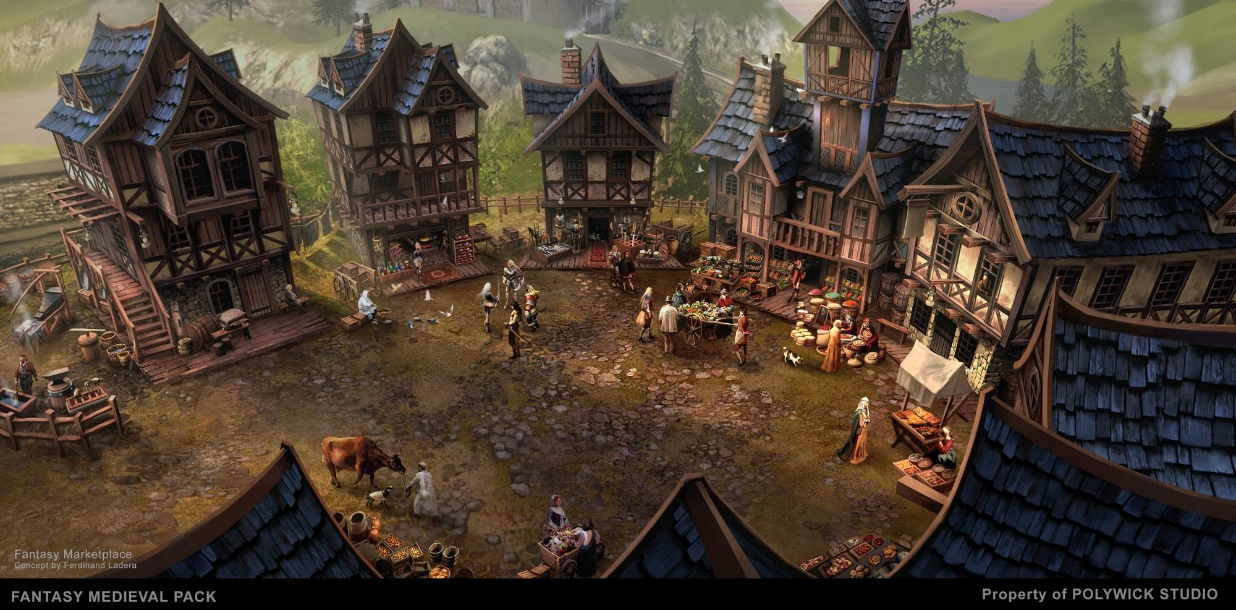 Fantasy Marketplace
Concept by Ferdinand Ladera
FANTASY MEDIEVAL PACK
Property of POLYWICK STUDIO